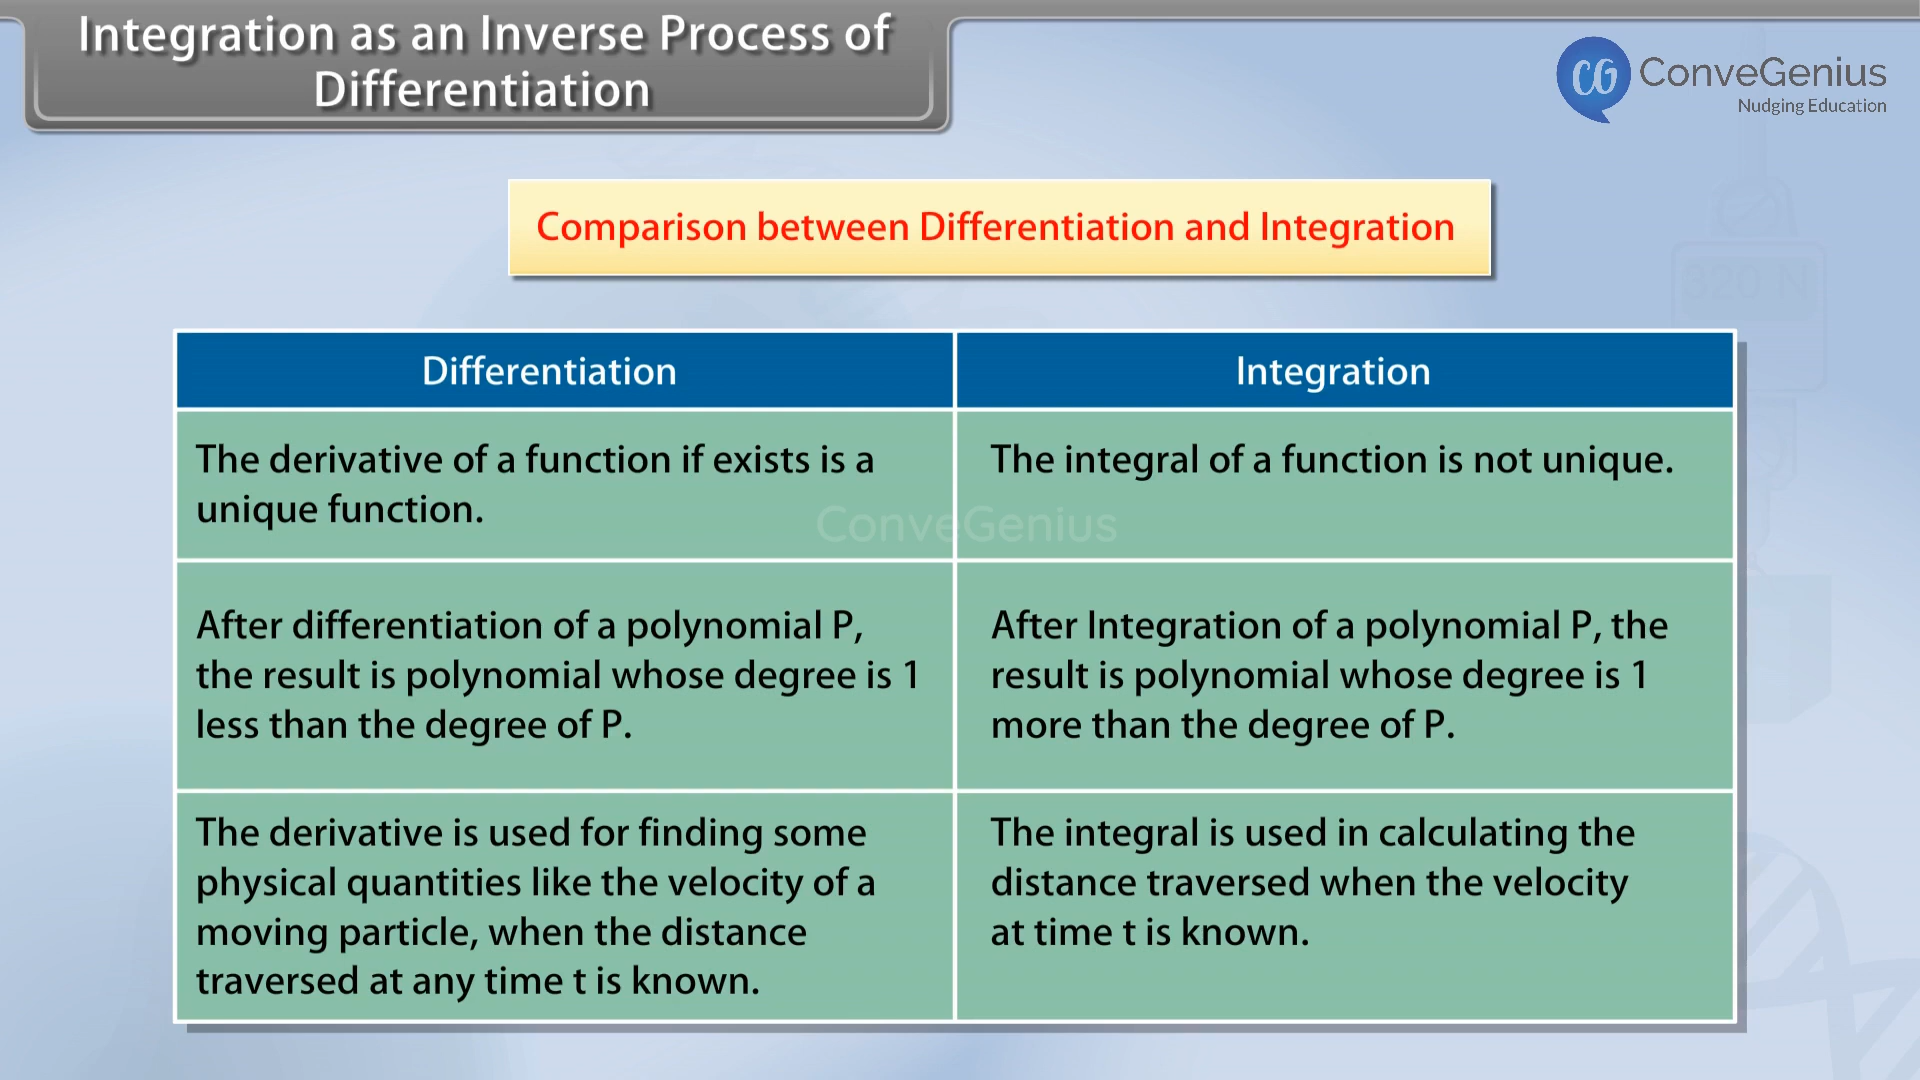 Integration as an Inverse Process of
Differentiation
CG ConveGenius
Nudging Education
Comparison between Differentiation and Integration
Differentiation
Integration
The derivative of a function if exists is a
unique function.
The integral of a function is not unique.
ConveGenius
After differentiation of a polynomial P,
the result is polynomial whose degree is 1
less than the degree of P.
After Integration of a polynomial P, the
result is polynomial whose degree is 1
more than the degree of P.
The derivative is used for finding some
physical quantities like the velocity of a
moving particle, when the distance
traversed at any time t is known.
The integral is used in calculating the
distance traversed when the velocity
at time t is known.
320 N